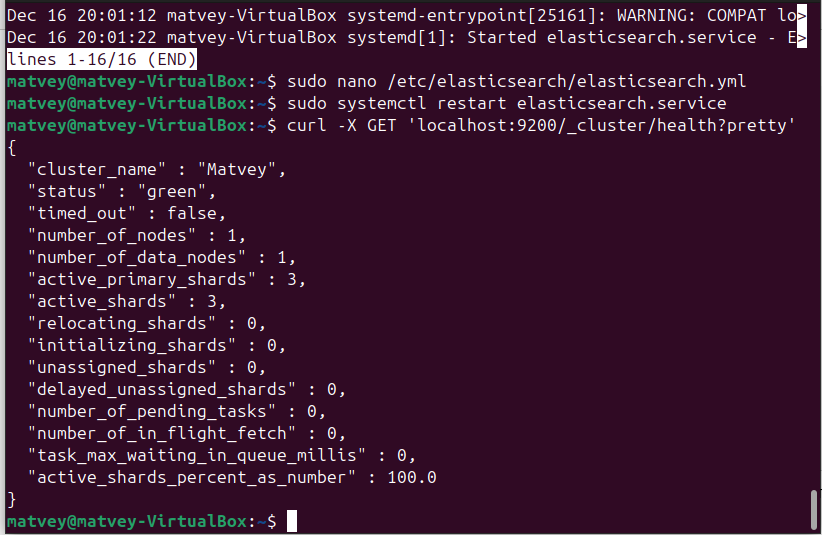 Dec 16 20:01:12 matvey-VirtualBox systemd-entrypoint[25161]: WARNING: COMPAT lo>
Dec 16 20:01:22 matvey-VirtualBox systemd[1]: Started elasticsearch.service - E>
lines 1-16/16 (END)
matvey@matvey-VirtualBox:~$ sudo nano /etc/elasticsearch/elasticsearch.yml
matvey@matvey-VirtualBox:~$ sudo systemctl restart elasticsearch.service
matvey@matvey-VirtualBox:~$ curl -X GET 'localhost:9200/_cluster/health?pretty'
{
  "cluster_name" : "Matvey",
  "status" : "green",
  "timed_out" : false,
  "number_of_nodes" : 1,
  "number_of_data_nodes" : 1,
  "active_primary_shards" : 3,
  "active_shards" : 3,
  "relocating_shards" : 0,
  "initializing_shards" : 0,
  "unassigned_shards" : 0,
  "delayed_unassigned_shards" : 0,
  "number_of_pending_tasks" : 0,
  "number_of_in_flight_fetch" : 0,
  "task_max_waiting_in_queue_millis" : 0,
  "active_shards_percent_as_number" : 100.0
}
matvey@matvey-VirtualBox:~$